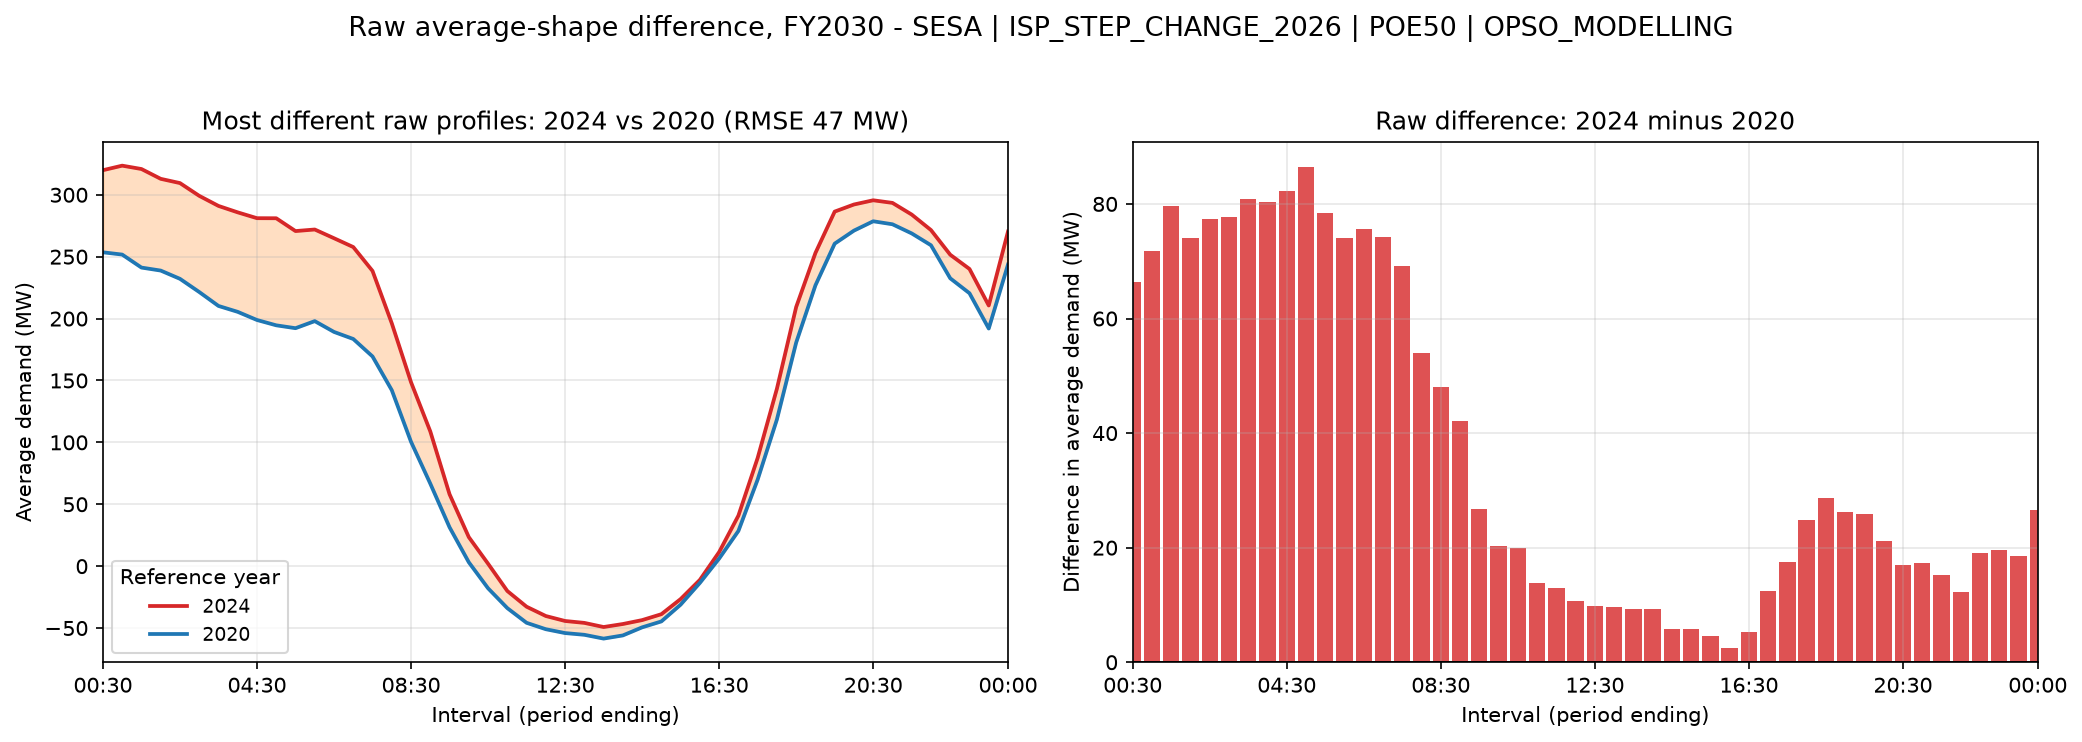 Raw average-shape difference, FY2030 - SESA | ISP_STEP_CHANGE_2026 | POE50 | OPSO_MODELLING
Most different raw profiles: 2024 vs 2020 (RMSE 47 MW)
Average demand (MW)
300
250
200
150
100
50
0
−50
Reference year
2024
2020
00:30 04:30 08:30 12:30 16:30 20:30 00:00
Interval (period ending)
Raw difference: 2024 minus 2020
Difference in average demand (MW)
80
60
40
20
0
00:30 04:30 08:30 12:30 16:30 20:30 00:00
Interval (period ending)